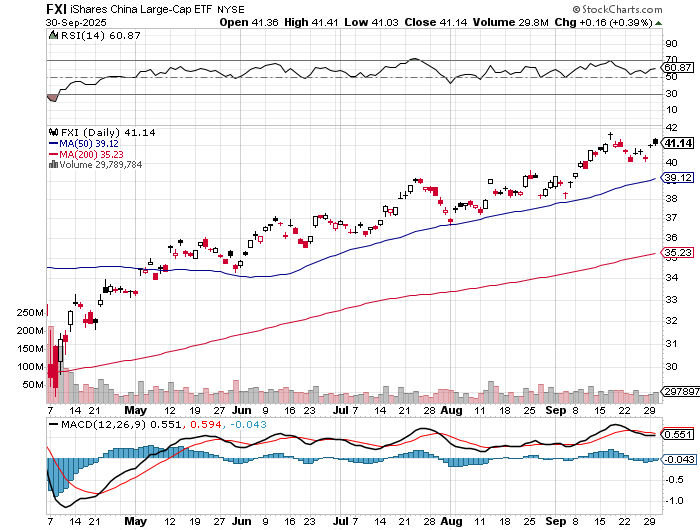 FXI iShares China Large-Cap ETF NYSE
© StockCharts.com
30-Sep-2025
Open 41.36 High 41.41 Low 41.03 Close 41.14 Volume 29.8M Chg +0.16 (+0.39%)
RSI(14) 60.87
90
70
60.87
50
30
10
FXI (Daily) 41.14
MA(50) 39.12
MA(200) 35.23
Volume 29,789,784
42
41.14
40
39.12
38
37
36
35.23
34
33
32
31
30
29789784
250M
200M
150M
100M
50M
7 14 21 May 12 19 27 Jun 9 16 23 Jul 7 14 21 28 Aug 11 18 25 Sep 8 15 22 29
MACD(12,26,9) 0.551, 0.594, -0.043
0.551
-0.043
-0.5
-1.0
7 14 21 May 12 19 27 Jun 9 16 23 Jul 7 14 21 28 Aug 11 18 25 Sep 8 15 22 29